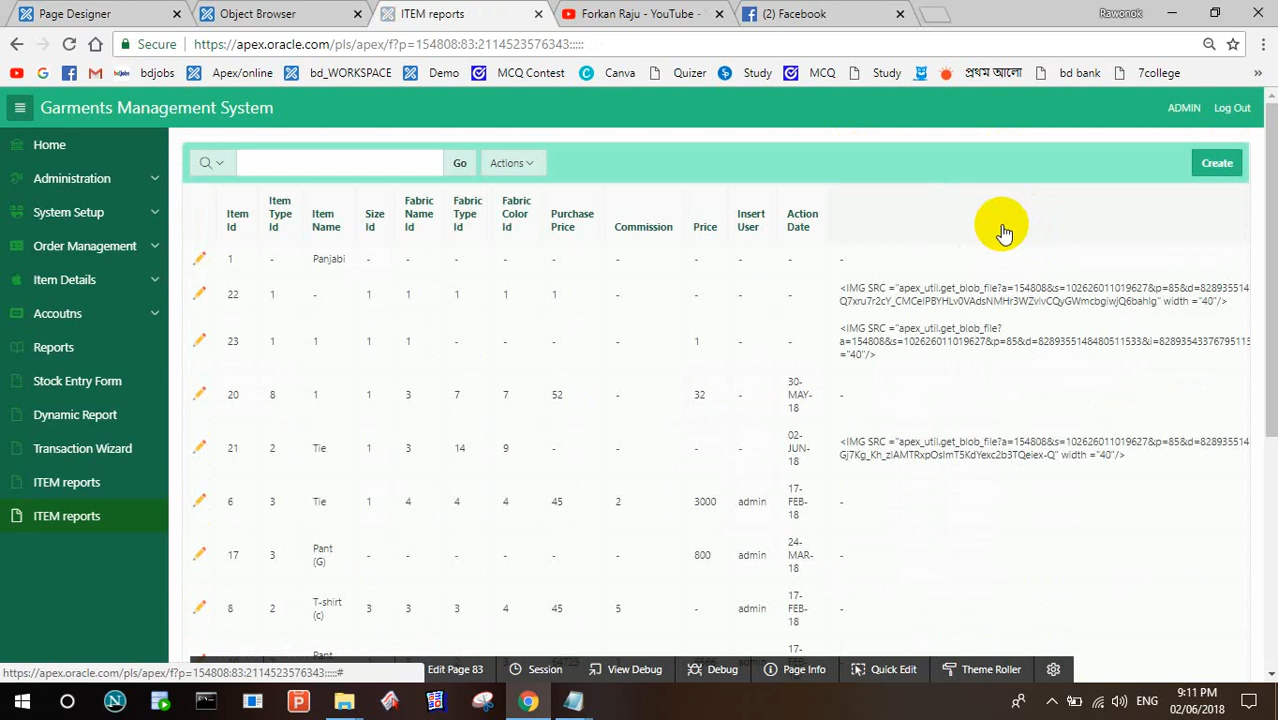 Page Designer
Object Browser
ITEM reports
Forkan Raju - YouTube -
(2) Facebook
Rawonok
Secure
https://apex.oracle.com/pls/apex/f?p=154808:83:2114523576343:::::
bdjobs
Apex/online
bd_WORKSPACE
Demo
MCQ Contest
Canva
Quizer
Study
MCQ
Study
প্রথম আলো
bd bank
7college
»
Garments Management System
ADMIN
Log Out
Home
Administration
System Setup
Order Management
Item Details
Accoutns
Reports
Stock Entry Form
Dynamic Report
Transaction Wizard
ITEM reports
ITEM reports
Go
Actions
Create
Item Id
Item Type Id
Item Name
Size Id
Fabric Name Id
Fabric Type Id
Fabric Color Id
Purchase Price
Commission
Price
Insert User
Action Date
1 - Panjabi - - - - - - - - - -
22 1 - 1 1 1 1 1 - - - -
<IMG SRC ="apex_util.get_blob_file?a=154808&s=102626011019627&p=85&d=828935514
width ="40"/>
23 1 1 1 1 - - - - 1 - -
<IMG SRC ="apex_util.get_blob_file?
a=154808&s=102626011019627&p=85&d=828935514848051153
="40"/>
20 8 1 1 3 7 7 52 - 32 - 30-MAY-18 -
21 2 Tie 1 3 14 9 - - - - 02-JUN-18
<IMG SRC ="apex_util.get_blob_file?a=154808&s=102626011019627&p=85&d=828935514
width ="40"/>
6 3 Tie 1 4 4 4 45 2 3000 admin 17-FEB-18 -
17 3 Pant (G) - - - - - - 800 admin 24-MAR-18 -
8 2 T-shirt (c) 3 3 3 4 45 5 - admin 17-FEB-18 -
Pant
17-
https://apex.oracle.com/pls/apex/f?p=154808:83:2114523576343:::::#
Edit Page 83
Session
View Debug
Debug
Page Info
Quick Edit
Theme Roller
ENG
9:11 PM
02/06/2018